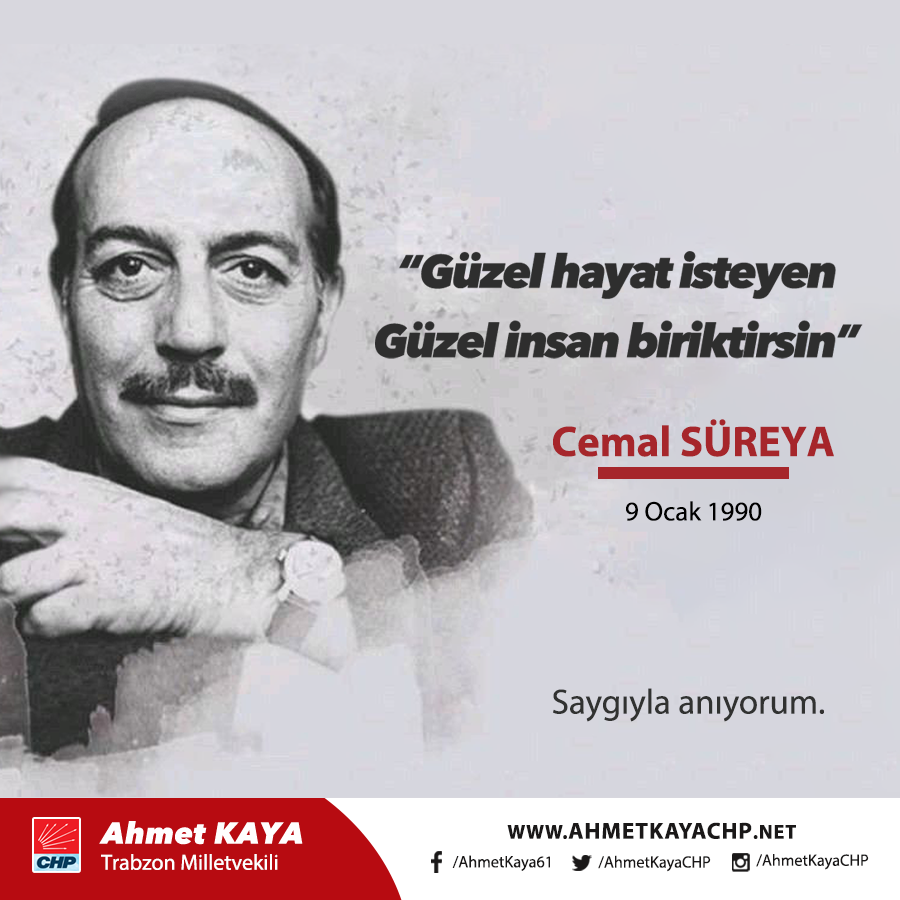 “Güzel hayat isteyen
Güzel insan biriktirsin”
Cemal SÜREYA
9 Ocak 1990
Saygıyla anıyorum.
CHP
Ahmet KAYA
Trabzon Milletvekili
WWW.AHMETKAYACHP.NET
/AhmetKaya61 /AhmetKayaCHP /AhmetKayaCHP